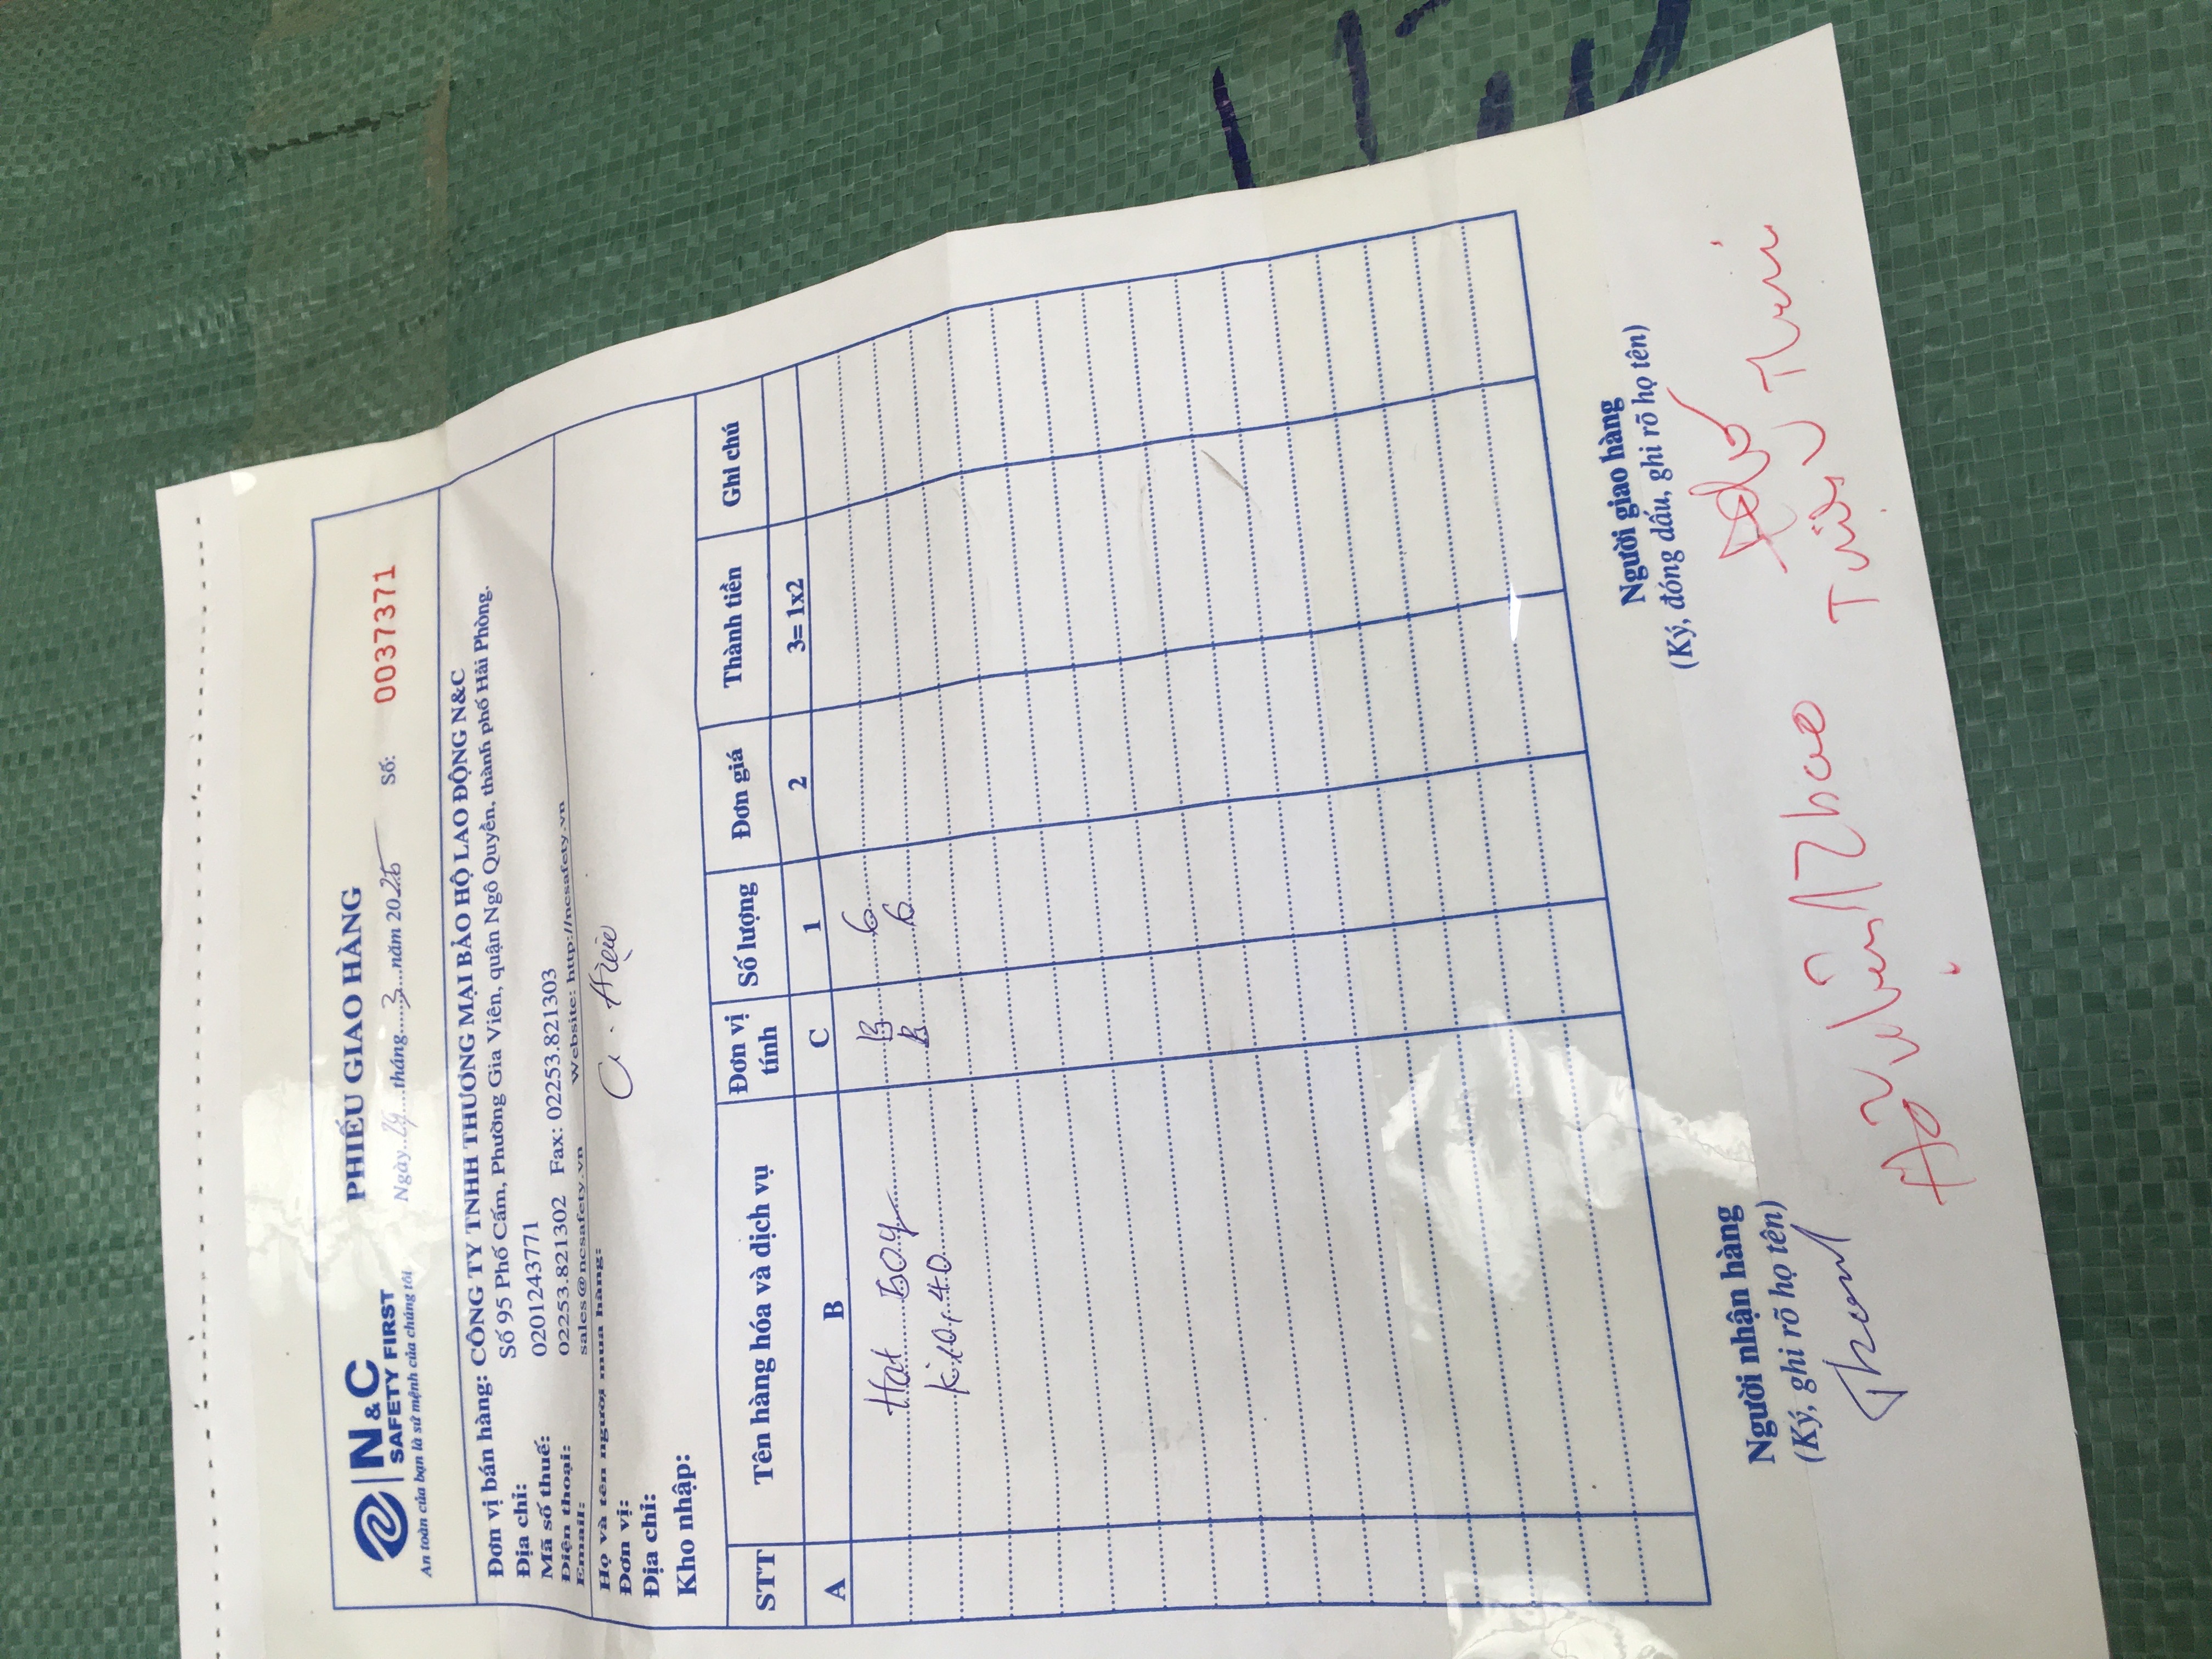 N&C
SAFETY FIRST
An toàn của bạn là sứ mệnh của chúng tôi
PHIẾU GIAO HÀNG
Ngày 29 tháng 3 năm 2025 Số: 0037371
Đơn vị bán hàng: CÔNG TY TNHH THƯƠNG MẠI BẢO HỘ LAO ĐỘNG N&C
Địa chỉ: Số 95 Phố Cấm, Phường Gia Viên, quận Ngô Quyền, thành phố Hải Phòng.
Mã số thuế: 0201243771
Điện thoại: 02253.821302 Fax: 02253.821303
Email: sales@ncsafety.vn Website: http://ncsafety.vn
Họ và tên người mua hàng:
Đơn vị:
Địa chỉ:
Kho nhập:
STT Tên hàng hóa và dịch vụ Đơn vị tính Số lượng Đơn giá Thành tiền Ghi chú
A B C 1 2 3= 1x2
6
6
Người nhận hàng Người giao hàng
(Ký, ghi rõ họ tên) (Ký, đóng dấu, ghi rõ họ tên)